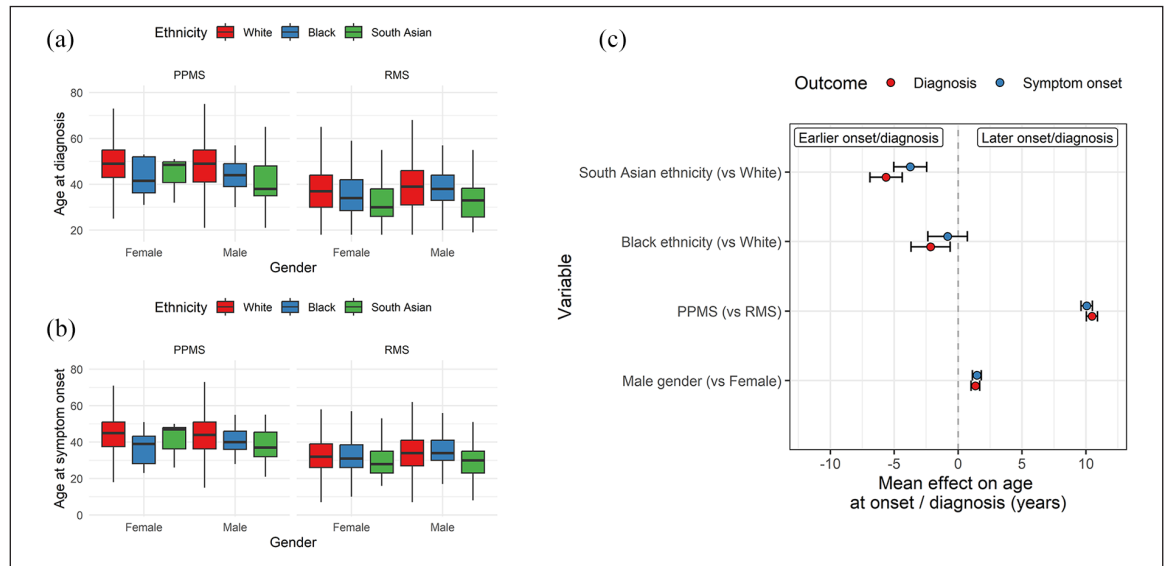 (a)
Ethnicity White Black South Asian
PPMS RMS
Age at diagnosis
80
60
40
20
Female Male Female Male
Gender
(b)
Ethnicity White Black South Asian
PPMS RMS
Age at symptom onset
80
60
40
20
0
Female Male Female Male
Gender
(c)
Outcome Diagnosis Symptom onset
Earlier onset/diagnosis Later onset/diagnosis
Variable
South Asian ethnicity (vs White)
Black ethnicity (vs White)
PPMS (vs RMS)
Male gender (vs Female)
-10 -5 0 5 10
Mean effect on age
at onset / diagnosis (years)